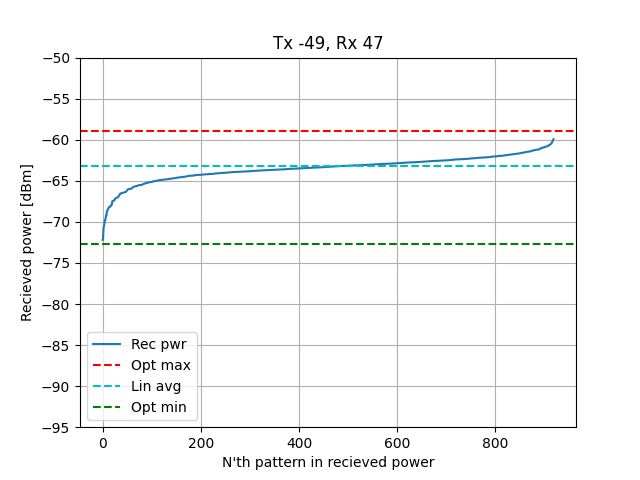 Tx -49, Rx 47
Recieved power [dBm]
−50
−55
−60
−65
−70
−75
−80
−85
−90
−95
Rec pwr
Opt max
Lin avg
Opt min
0 200 400 600 800
N'th pattern in recieved power